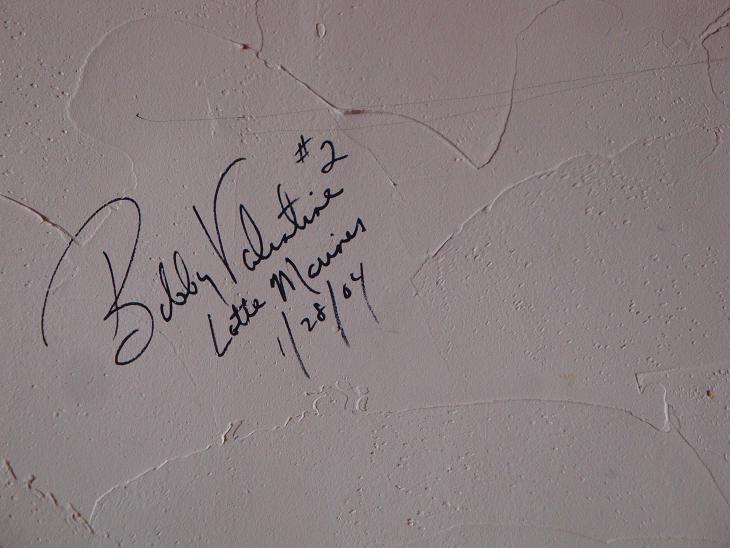 #2
Bobby Valentine
Lotte Marines
1/28/04